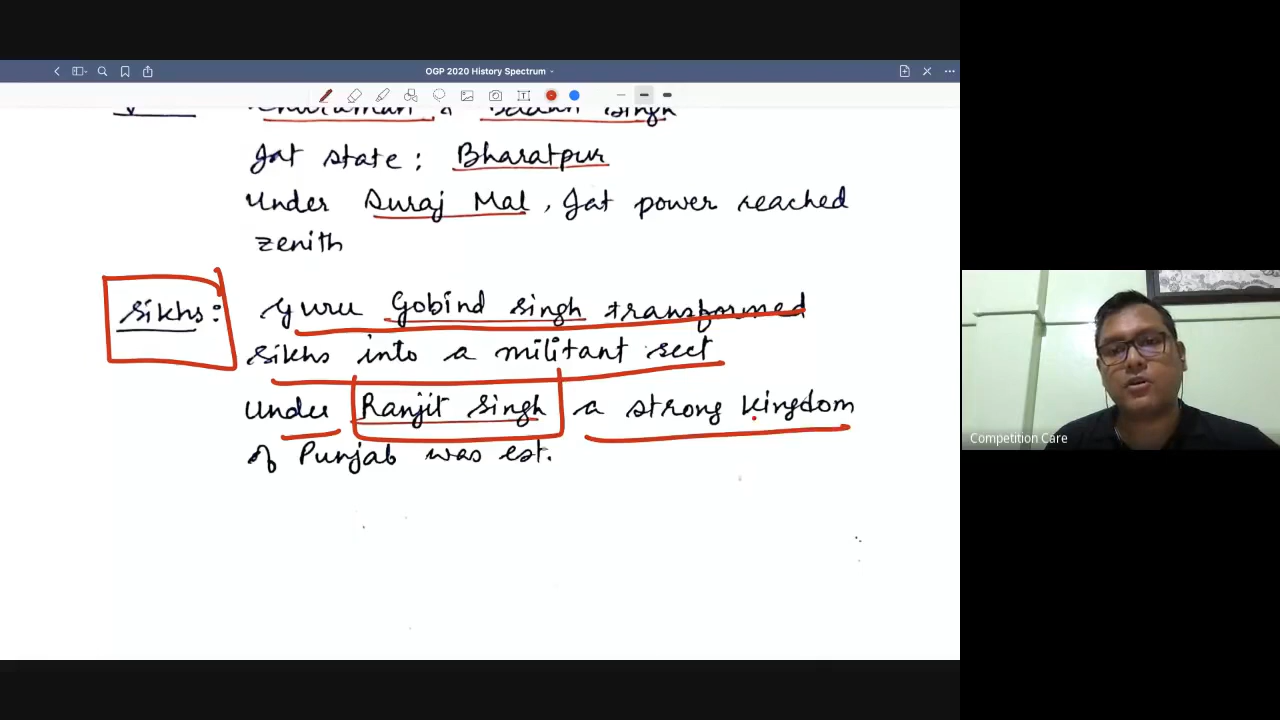 OGP 2020 History Spectrum
Singh
Jat state: Bharatpur
Under Suraj Mal, Jat power reached
zenith
Sikhs: Guru Gobind Singh transformed
Sikhs into a militant sect
Under Ranjit Singh a strong kingdom
of Punjab was est.
Competition Care